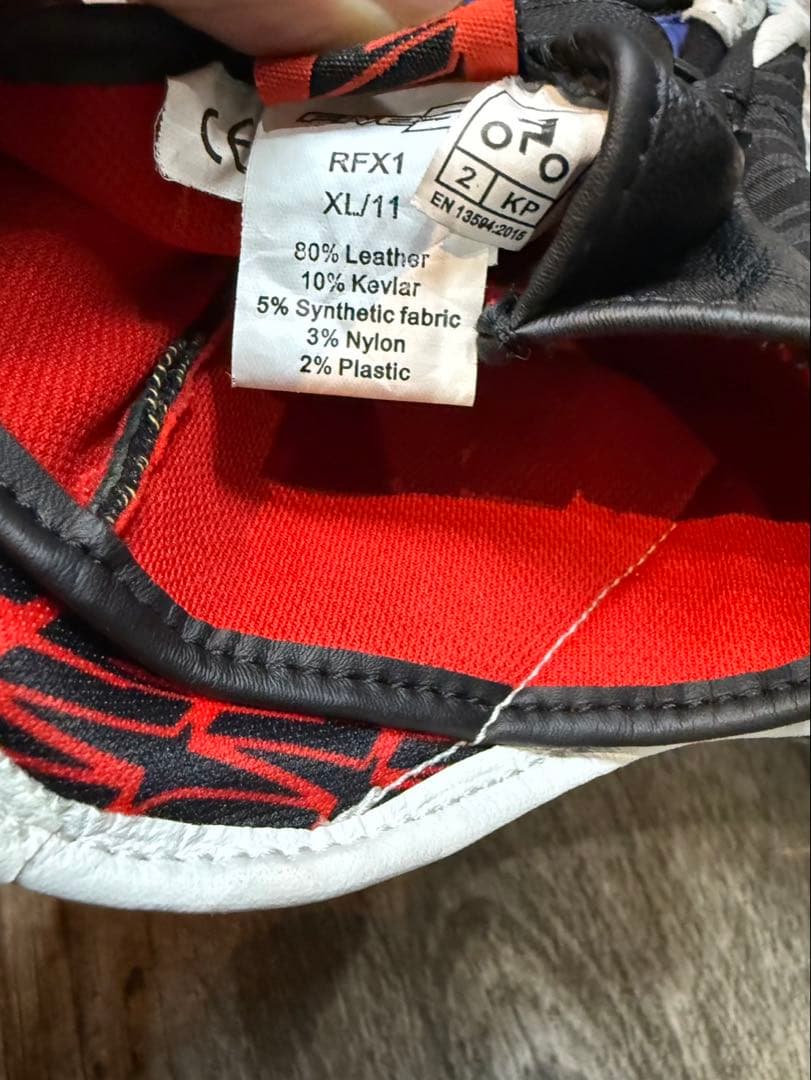 CE
RFX1
XL/11
80% Leather
10% Kevlar
5% Synthetic fabric
3% Nylon
2% Plastic
2 KP
EN 13594:2015